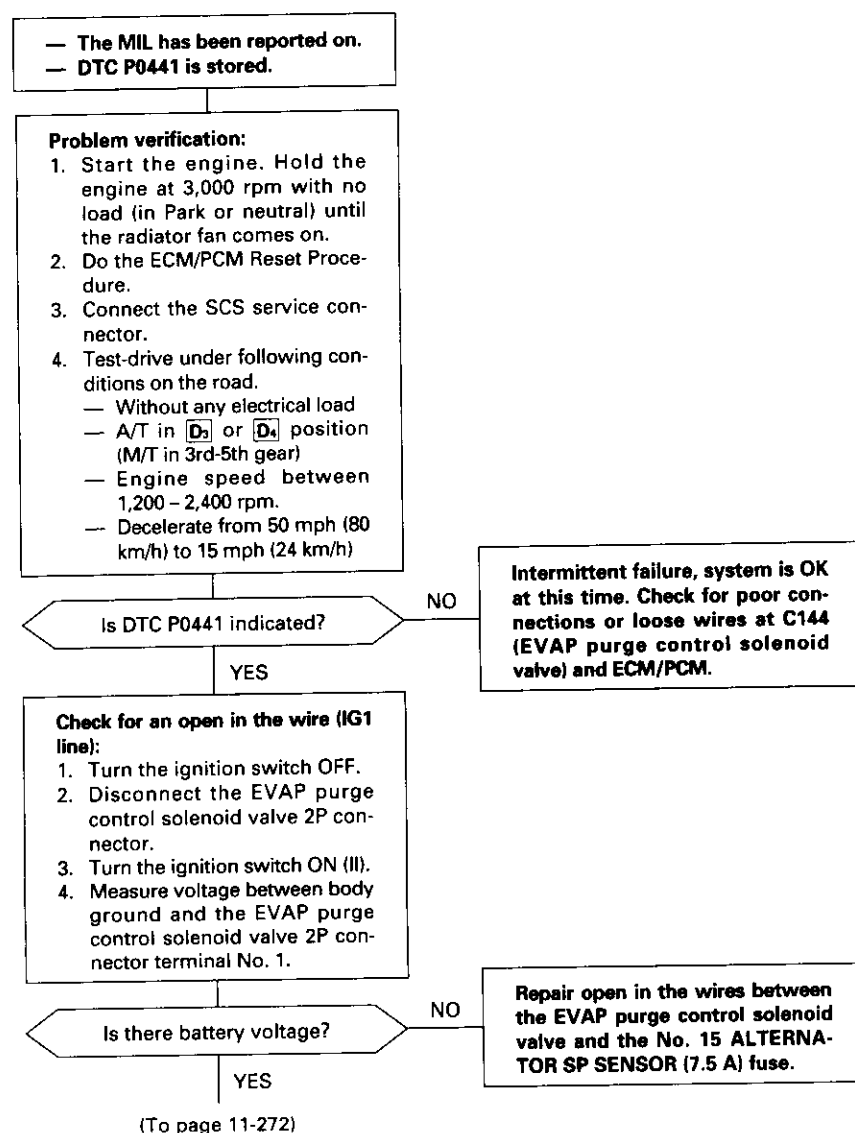 — The MIL has been reported on.
— DTC P0441 is stored.
Problem verification:
1. Start the engine. Hold the
engine at 3,000 rpm with no
load (in Park or neutral) until
the radiator fan comes on.
2. Do the ECM/PCM Reset Proce-
dure.
3. Connect the SCS service con-
nector.
4. Test-drive under following con-
ditions on the road.
— Without any electrical load
— A/T in D3 or D4 position
(M/T in 3rd-5th gear)
— Engine speed between
1,200 – 2,400 rpm.
— Decelerate from 50 mph (80
km/h) to 15 mph (24 km/h)
Is DTC P0441 indicated?
NO
Intermittent failure, system is OK
at this time. Check for poor con-
nections or loose wires at C144
(EVAP purge control solenoid
valve) and ECM/PCM.
YES
Check for an open in the wire (IG1
line):
1. Turn the ignition switch OFF.
2. Disconnect the EVAP purge
control solenoid valve 2P con-
nector.
3. Turn the ignition switch ON (II).
4. Measure voltage between body
ground and the EVAP purge
control solenoid valve 2P con-
nector terminal No. 1.
Is there battery voltage?
NO
Repair open in the wires between
the EVAP purge control solenoid
valve and the No. 15 ALTERNA-
TOR SP SENSOR (7.5 A) fuse.
YES
(To page 11-272)